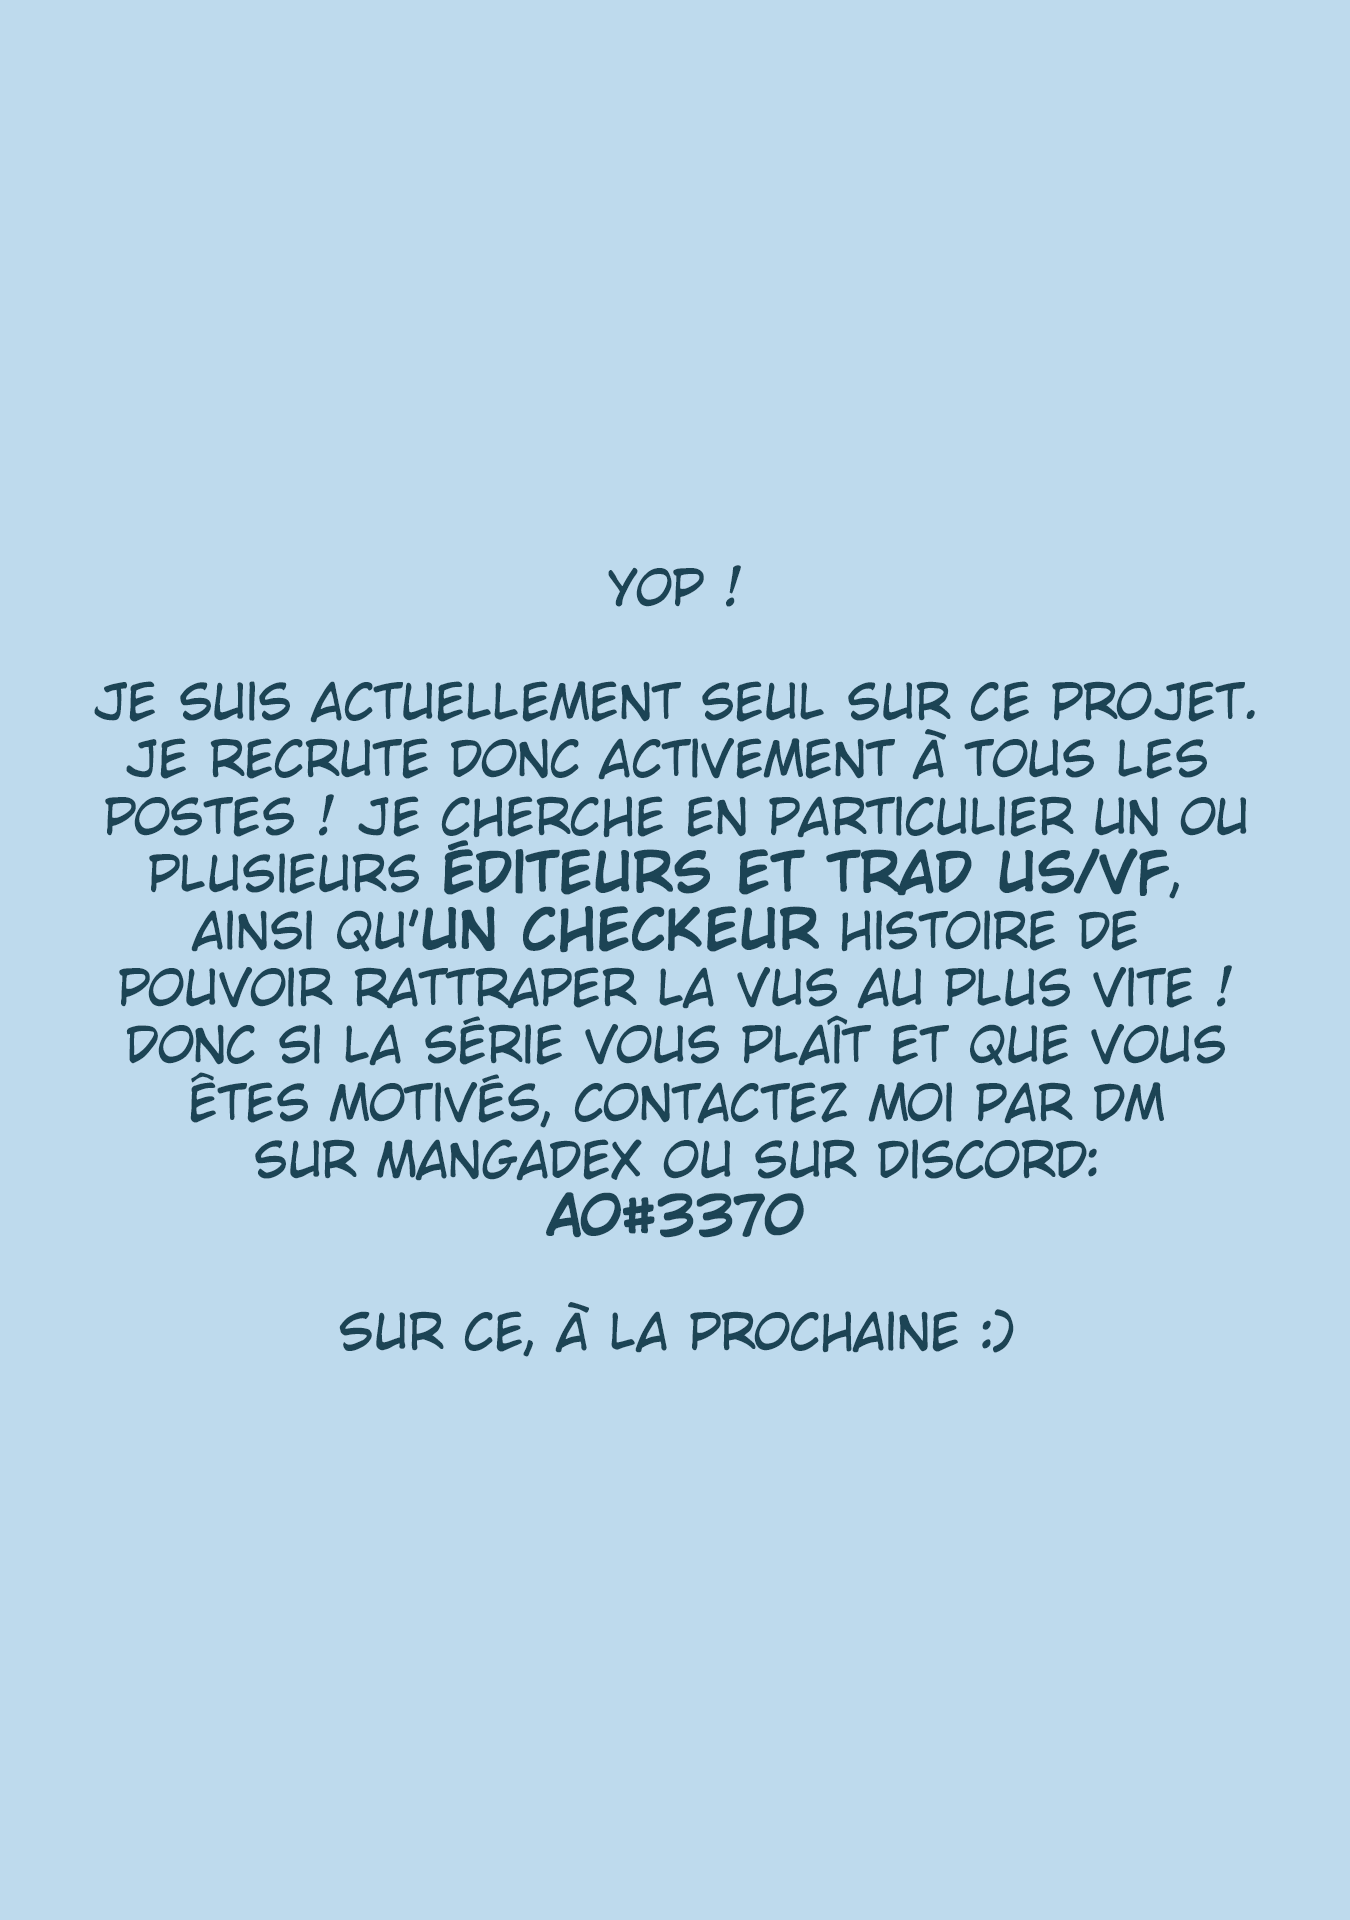 YOP !
JE SUIS ACTUELLEMENT SEUL SUR CE PROJET.
JE RECRUTE DONC ACTIVEMENT À TOUS LES
POSTES ! JE CHERCHE EN PARTICULIER UN OU
PLUSIEURS ÉDITEURS ET TRAD US/VF,
AINSI QU'UN CHECKEUR HISTOIRE DE
POUVOIR RATTRAPER LA VUS AU PLUS VITE !
DONC SI LA SÉRIE VOUS PLAÎT ET QUE VOUS
ÊTES MOTIVÉS, CONTACTEZ MOI PAR DM
SUR MANGADEX OU SUR DISCORD:
AO#3370
SUR CE, À LA PROCHAINE :)